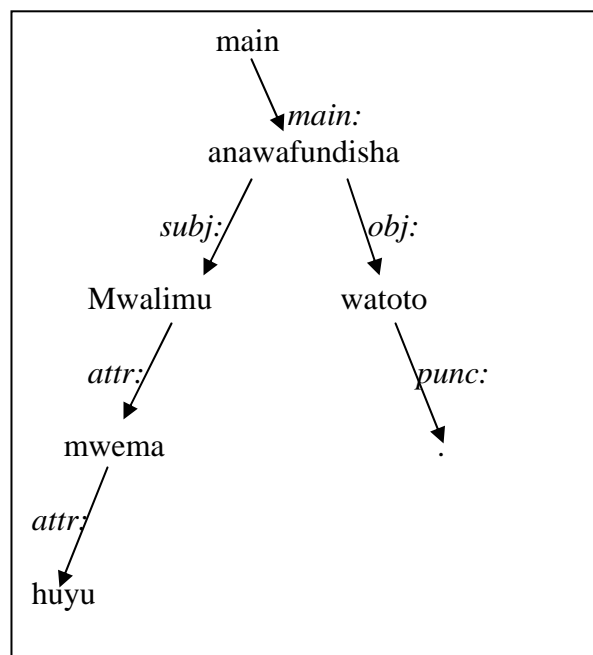 main
main:
anawafundisha
subj: obj:
Mwalimu watoto
attr: punc:
mwema .
attr:
huyu